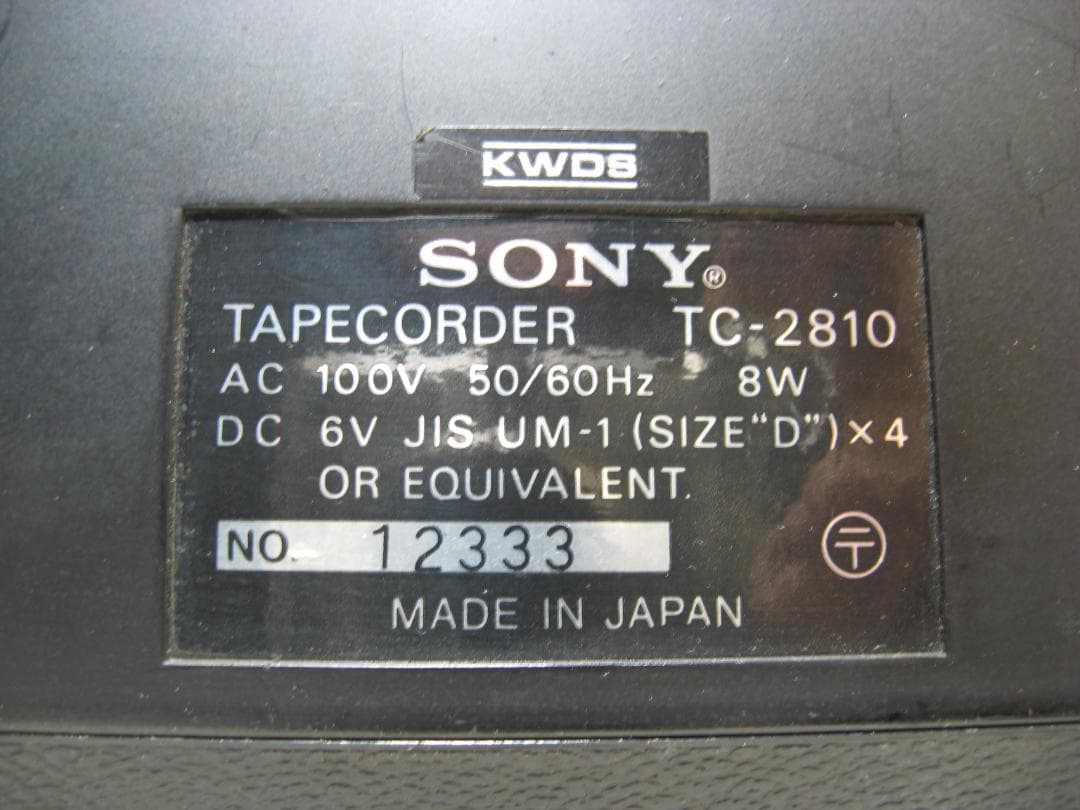 KWDS
SONY®
TAPECORDER TC-2810
AC 100V 50/60Hz 8W
DC 6V JIS UM-1 (SIZE"D")×4
OR EQUIVALENT.
NO. 12333
〒
MADE IN JAPAN